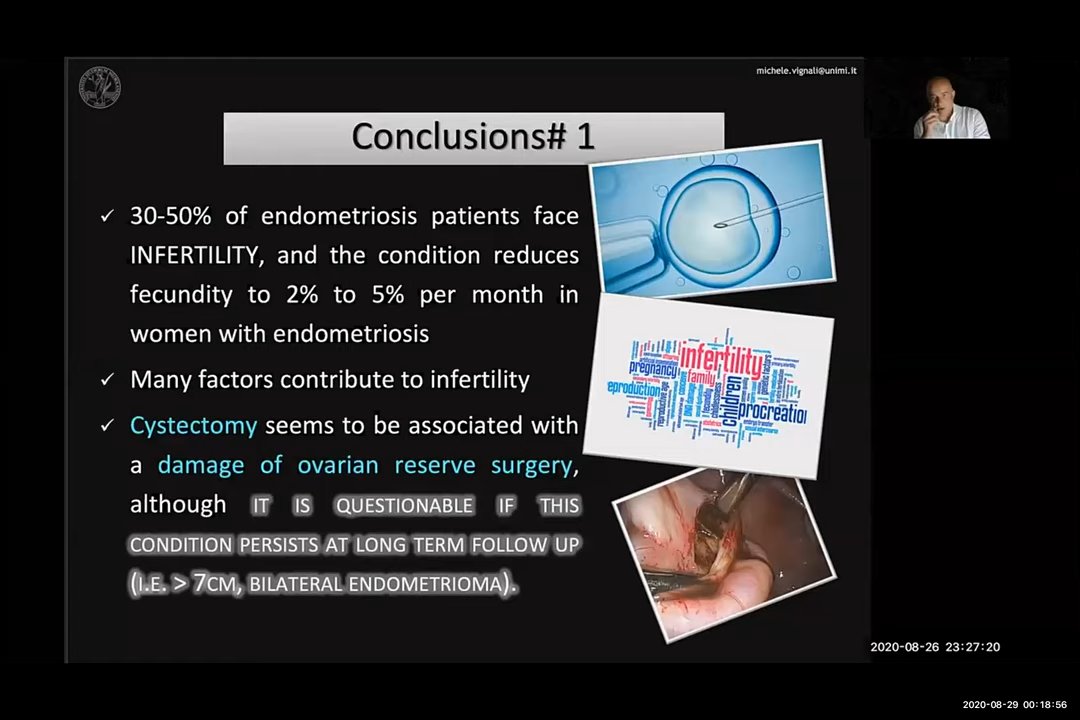 michele.vignali@unimi.it
Conclusions# 1
✓ 30-50% of endometriosis patients face
INFERTILITY, and the condition reduces
fecundity to 2% to 5% per month in
women with endometriosis
✓ Many factors contribute to infertility
✓ Cystectomy seems to be associated with
a damage of ovarian reserve surgery,
although IT IS QUESTIONABLE IF THIS
CONDITION PERSISTS AT LONG TERM FOLLOW UP
(I.E. > 7CM, BILATERAL ENDOMETRIOMA).
infertility
pregnancy
family
eproduction
children
procreation
2020-08-26 23:27:20
2020-08-29 00:18:56